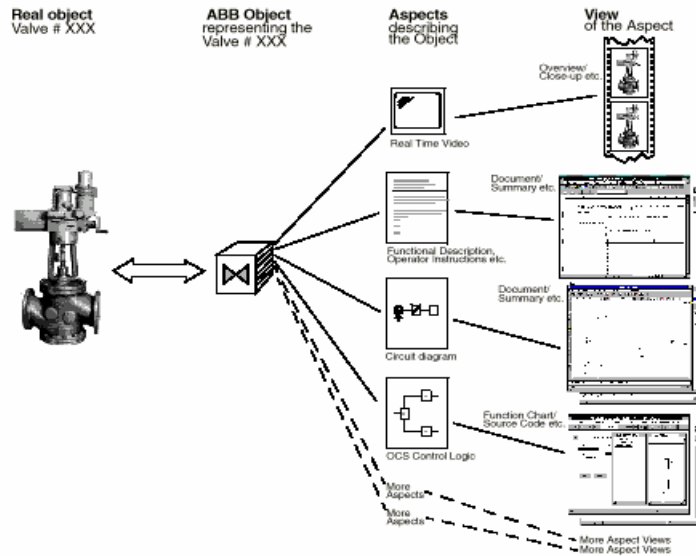 Real object
Valve # XXX
ABB Object
representing the
Valve # XXX
Aspects
describing
the Object
View
of the Aspect
Overview/
Close-up etc.
Real Time Video
Document/
Summary etc.
Functional Description,
Operator Instructions etc.
Document/
Summary etc.
Circuit diagram
Function Chart/
Source Code etc.
OCS Control Logic
More
Aspects
More
Aspects
More Aspect Views
More Aspect Views